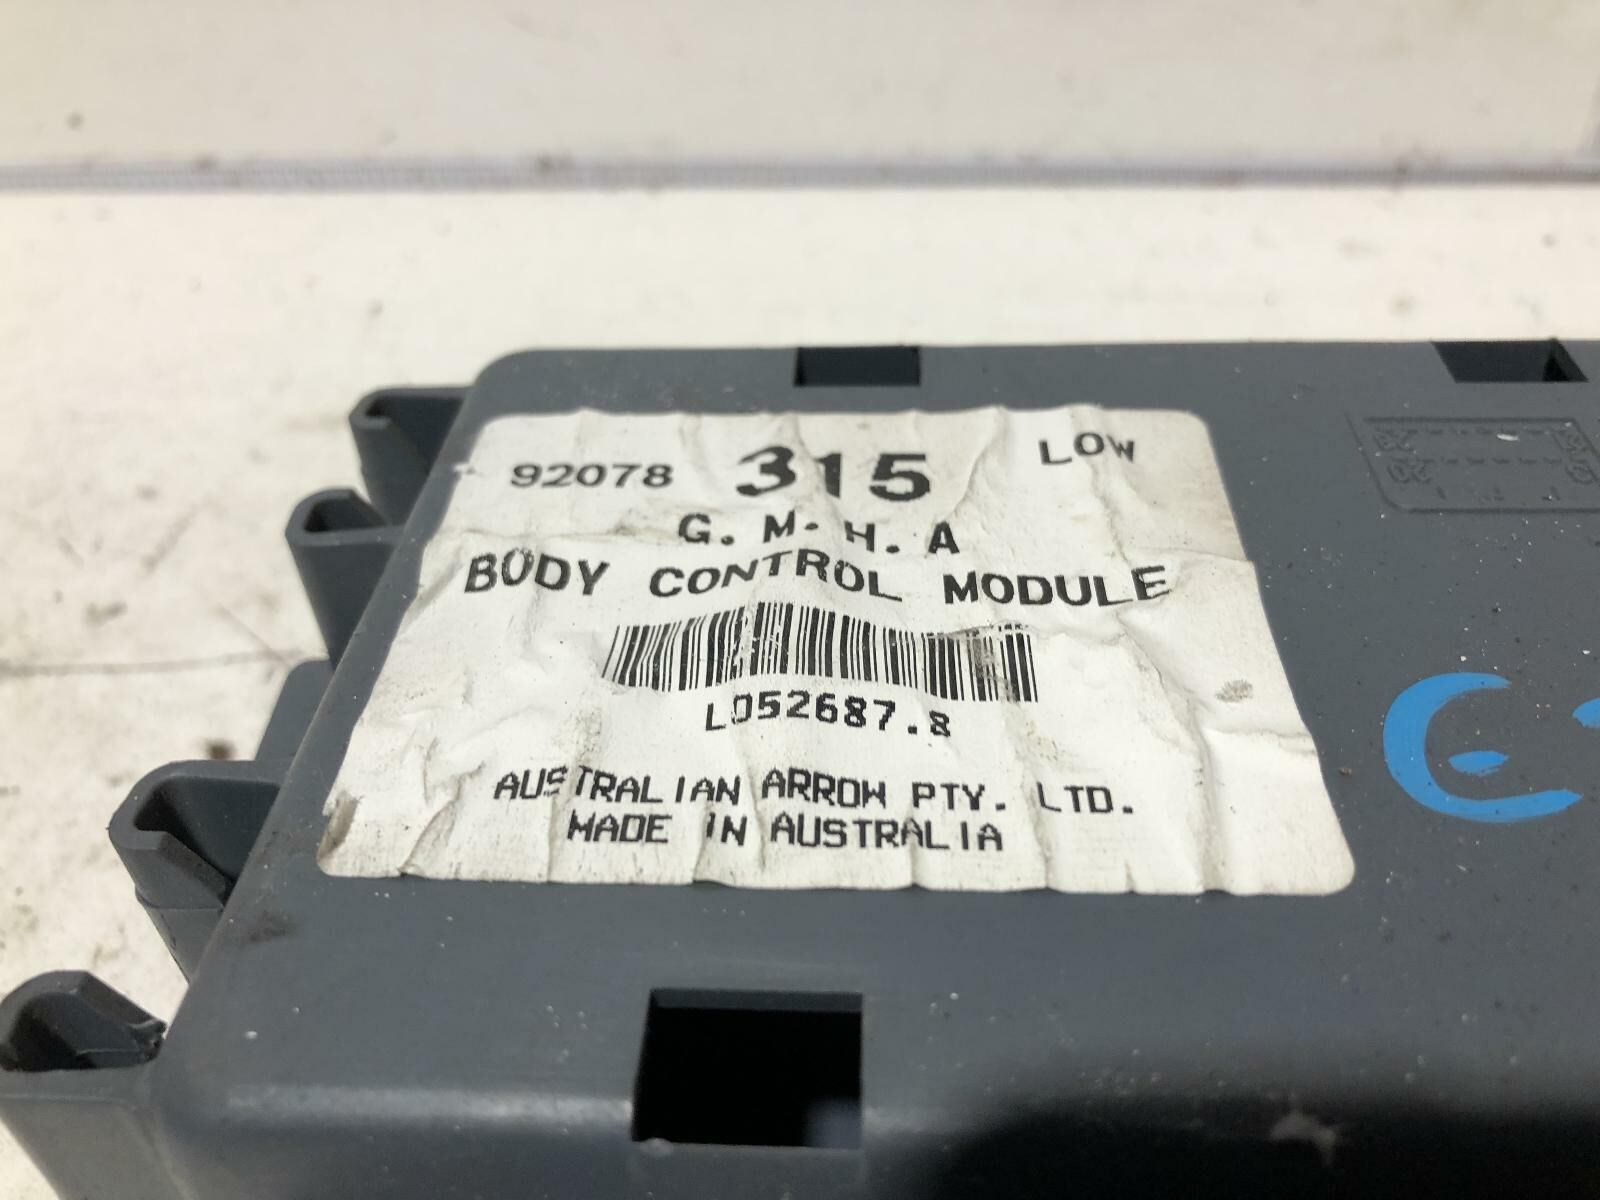 92078 315 LOW
G. M. H. A
BODY CONTROL MODULE
L052687.8
AUSTRALIAN ARROW PTY. LTD.
MADE IN AUSTRALIA